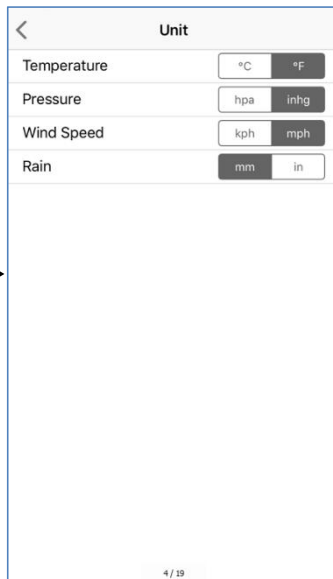 Unit
Temperature °C °F
Pressure hpa inhg
Wind Speed kph mph
Rain mm in
4 / 19